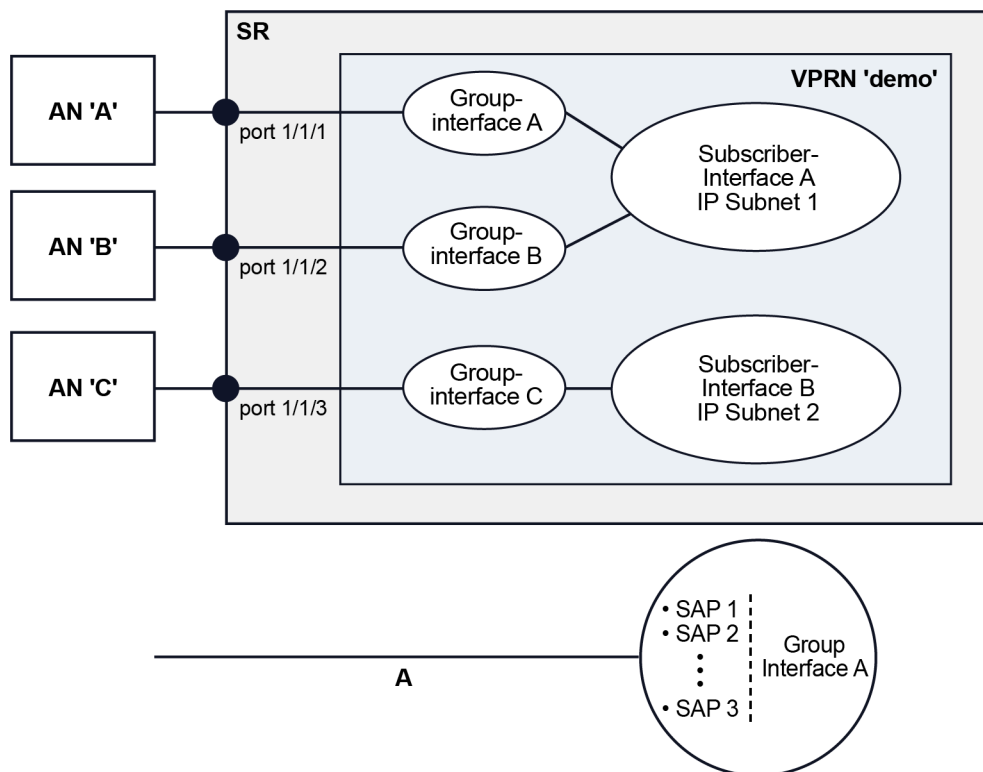 SR
VPRN 'demo'
AN 'A'
port 1/1/1
Group-
interface A
Subscriber-
Interface A
IP Subnet 1
AN 'B'
port 1/1/2
Group-
interface B
AN 'C'
port 1/1/3
Group-
interface C
Subscriber-
Interface B
IP Subnet 2
A
• SAP 1
• SAP 2
• SAP 3
Group
Interface A